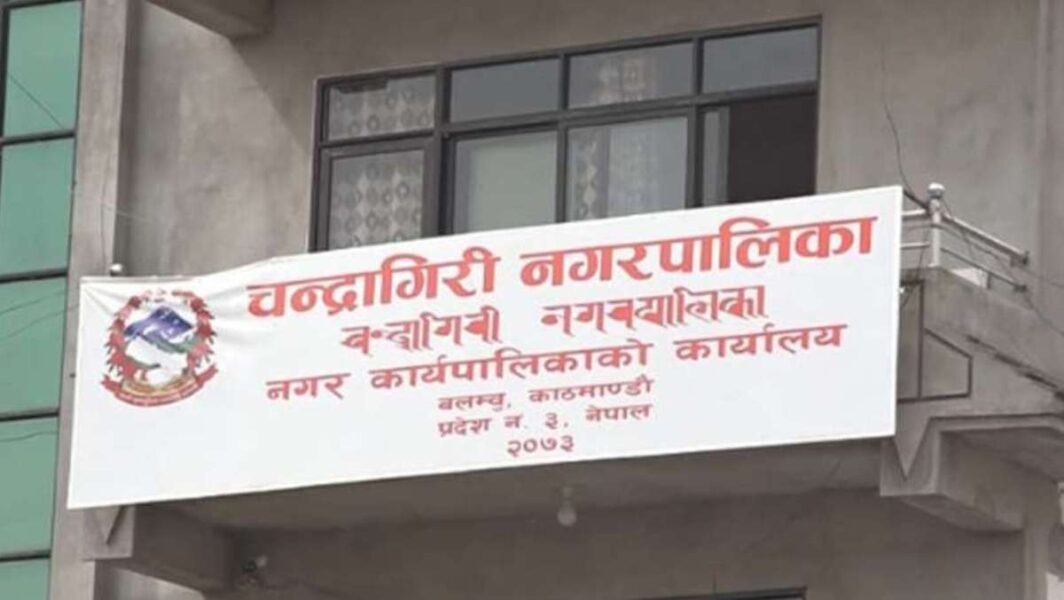 चन्द्रागिरी नगरपालिका
नगर कार्यपालिकाको कार्यालय
बलम्वु, काठमाण्डौ
प्रदेश न. ३, नेपाल
२०७३